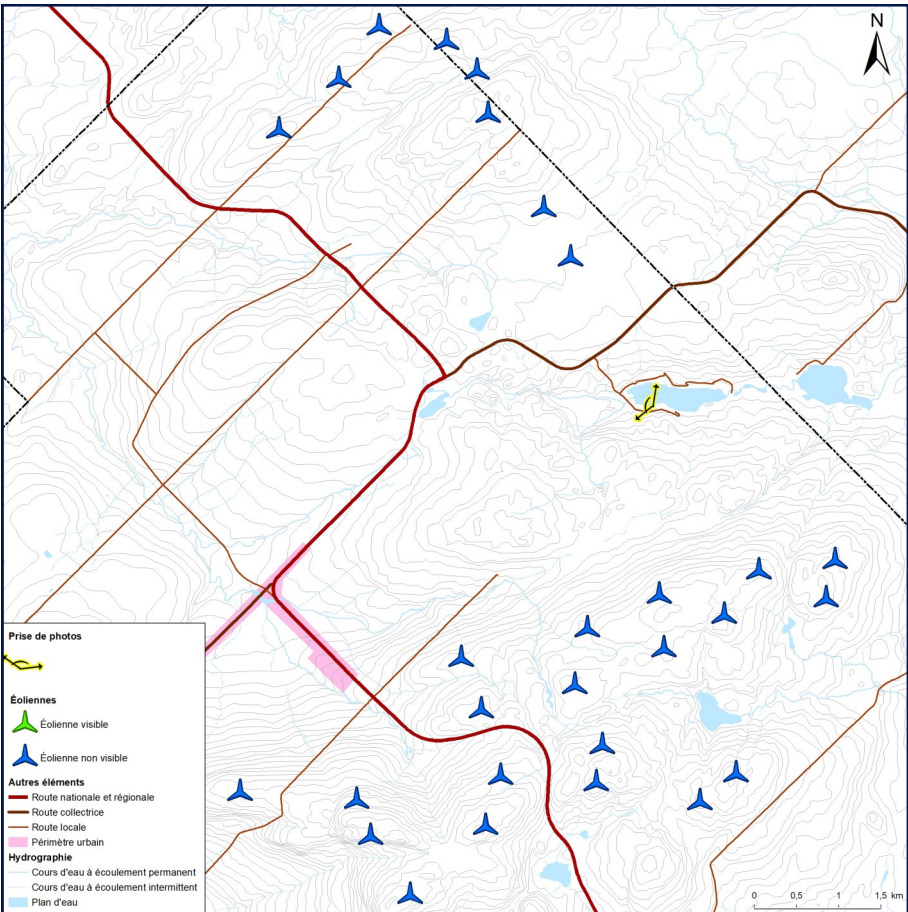 N
Prise de photos
Éoliennes
Éolienne visible
Éolienne non visible
Autres éléments
Route nationale et régionale
Route collectrice
Route locale
Périmètre urbain
Hydrographie
Cours d'eau à écoulement permanent
Cours d'eau à écoulement intermittent
Plan d'eau
0 0,5 1 1,5 km